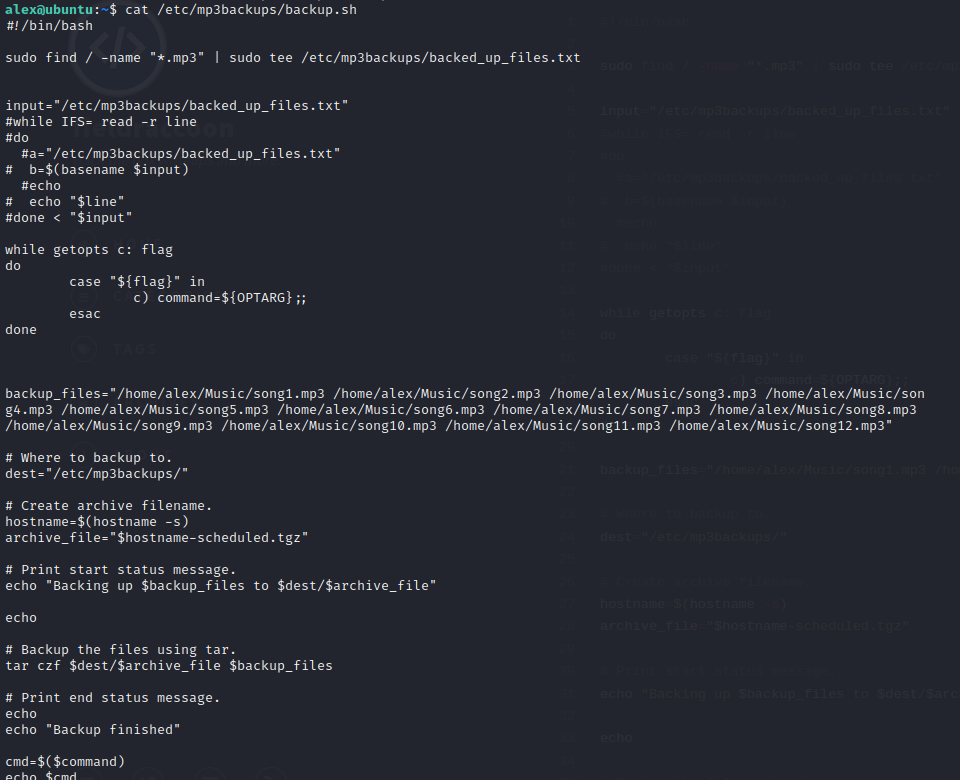 alex@ubuntu:~$ cat /etc/mp3backups/backup.sh
#!/bin/bash

sudo find / -name "*.mp3" | sudo tee /etc/mp3backups/backed_up_files.txt


input="/etc/mp3backups/backed_up_files.txt"
#while IFS= read -r line
#do
  #a="/etc/mp3backups/backed_up_files.txt"
#  b=$(basename $input)
  #echo
#  echo "$line"
#done < "$input"

while getopts c: flag
do
        case "${flag}" in
                c) command=${OPTARG};;
        esac
done



backup_files="/home/alex/Music/song1.mp3 /home/alex/Music/song2.mp3 /home/alex/Music/song3.mp3 /home/alex/Music/son
g4.mp3 /home/alex/Music/song5.mp3 /home/alex/Music/song6.mp3 /home/alex/Music/song7.mp3 /home/alex/Music/song8.mp3
/home/alex/Music/song9.mp3 /home/alex/Music/song10.mp3 /home/alex/Music/song11.mp3 /home/alex/Music/song12.mp3"

# Where to backup to.
dest="/etc/mp3backups/"

# Create archive filename.
hostname=$(hostname -s)
archive_file="$hostname-scheduled.tgz"

# Print start status message.
echo "Backing up $backup_files to $dest/$archive_file"

echo

# Backup the files using tar.
tar czf $dest/$archive_file $backup_files

# Print end status message.
echo
echo "Backup finished"

cmd=$($command)
echo $cmd